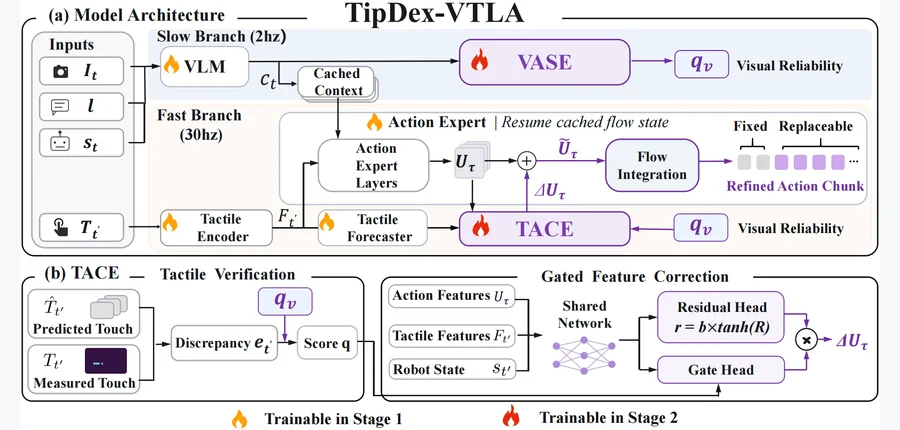 TipDex-VTLA
(a) Model Architecture
Inputs
I_t
l
s_t
T_t'
Slow Branch (2hz)
VLM
C_t
Cached
Context
VASE
q_v
Visual Reliability
Fast Branch
(30hz)
Action Expert | Resume cached flow state
Action
Expert
Layers
U_τ
+
Ũ_τ
ΔU_τ
Flow
Integration
Fixed Replaceable
...
Refined Action Chunk
Tactile
Encoder
F_t'
Tactile
Forecaster
TACE
q_v
Visual Reliability
(b) TACE Tactile Verification
T̂_t'
Predicted Touch
T_t'
Measured Touch
q_v
Discrepancy e_t'
Score q
Gated Feature Correction
Action Features U_τ
Tactile Features F_t'
Robot State s_t'
Shared
Network
Residual Head
r = b×tanh(R)
Gate Head
×
ΔU_τ
Trainable in Stage 1
Trainable in Stage 2